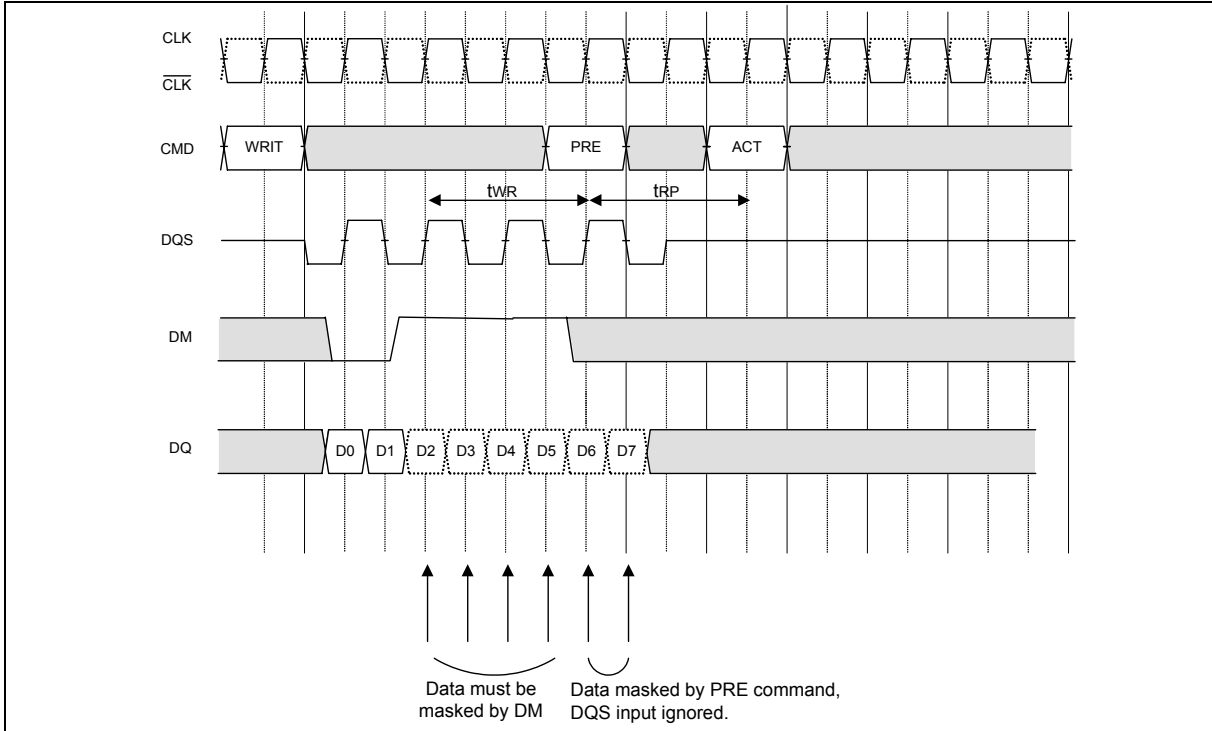 CLK
CLK
CMD WRIT PRE ACT
tWR tRP
DQS
DM
DQ D0 D1 D2 D3 D4 D5 D6 D7
Data must be
masked by DM
Data masked by PRE command,
DQS input ignored.